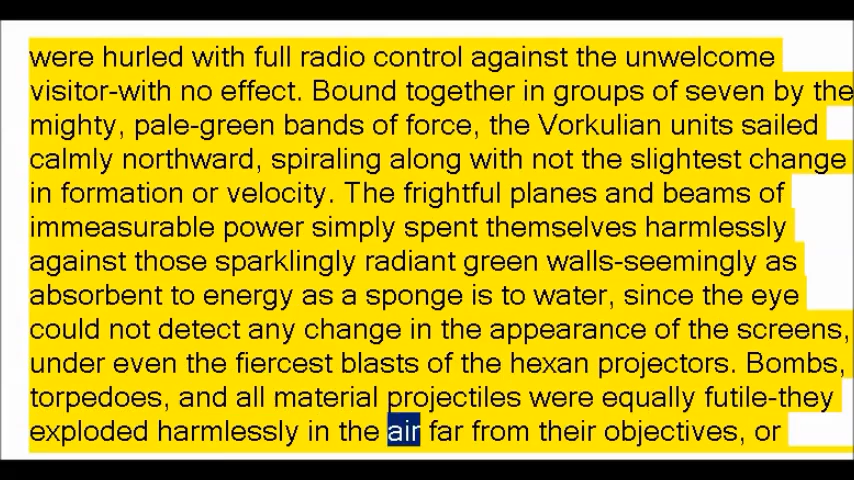 were hurled with full radio control against the unwelcome
visitor-with no effect. Bound together in groups of seven by the
mighty, pale-green bands of force, the Vorkulian units sailed
calmly northward, spiraling along with not the slightest change
in formation or velocity. The frightful planes and beams of
immeasurable power simply spent themselves harmlessly
against those sparklingly radiant green walls-seemingly as
absorbent to energy as a sponge is to water, since the eye
could not detect any change in the appearance of the screens,
under even the fiercest blasts of the hexan projectors. Bombs,
torpedoes, and all material projectiles were equally futile-they
exploded harmlessly in the air far from their objectives, or